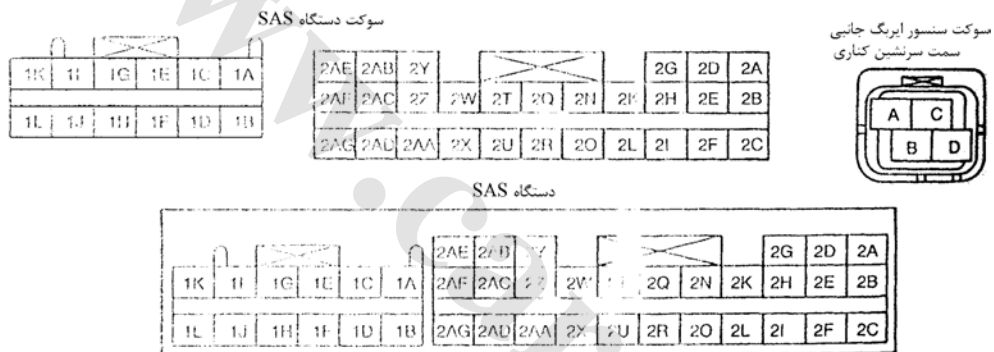 سوکت دستگاه SAS
1K 1I 1G 1E 1C 1A
1L 1J 1H 1F 1D 1B
2AE 2AB 2Y 2G 2D 2A
2AF 2AC 2Z 2W 2T 2Q 2N 2K 2H 2E 2B
2AG 2AD 2AA 2X 2U 2R 2O 2L 2I 2F 2C
سوکت سنسور ایربگ جانبی
سمت سرنشین کناری
A C
B D
دستگاه SAS
2AE 2AB 2Y 2G 2D 2A
1K 1I 1G 1E 1C 1A 2AF 2AC 2Z 2W 2Q 2N 2K 2H 2E 2B
1L 1J 1H 1F 1D 1B 2AG 2AD 2AA 2X 2U 2R 2O 2L 2I 2F 2C